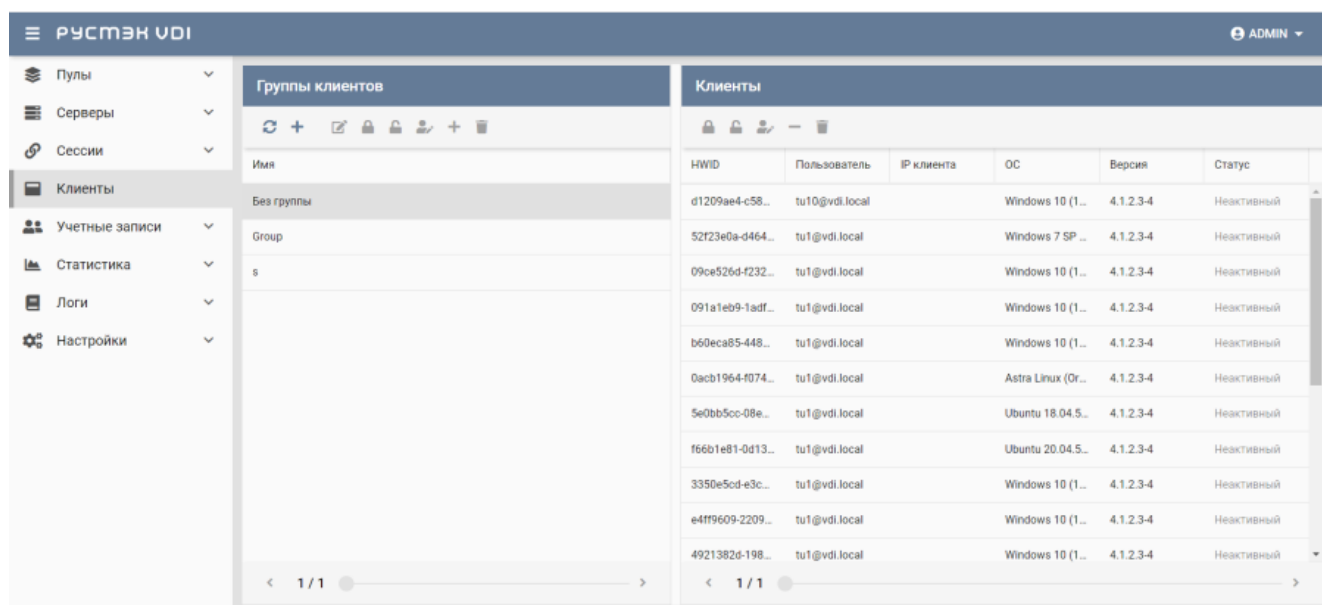 РУСТЭК VDI
ADMIN
Пулы
Серверы
Сессии
Клиенты
Учетные записи
Статистика
Логи
Настройки
Группы клиентов
Имя
Без группы
Group
s
1 / 1
Клиенты
HWID Пользователь IP клиента ОС Версия Статус
d1209ae4-c58... tu10@vdi.local Windows 10 (1... 4.1.2.3-4 Неактивный
52f23e0a-d464... tu1@vdi.local Windows 7 SP ... 4.1.2.3-4 Неактивный
09ce526d-f232... tu1@vdi.local Windows 10 (1... 4.1.2.3-4 Неактивный
091a1eb9-1adf... tu1@vdi.local Windows 10 (1... 4.1.2.3-4 Неактивный
b60eca85-448... tu1@vdi.local Windows 10 (1... 4.1.2.3-4 Неактивный
0acb1964-f074... tu1@vdi.local Astra Linux (Or... 4.1.2.3-4 Неактивный
5e0bb5cc-08e... tu1@vdi.local Ubuntu 18.04.5... 4.1.2.3-4 Неактивный
f66b1e81-0d13... tu1@vdi.local Ubuntu 20.04.5... 4.1.2.3-4 Неактивный
3350e5cd-e3c... tu1@vdi.local Windows 10 (1... 4.1.2.3-4 Неактивный
e4ff9609-2209... tu1@vdi.local Windows 10 (1... 4.1.2.3-4 Неактивный
4921382d-198... tu1@vdi.local Windows 10 (1... 4.1.2.3-4 Неактивный
1 / 1